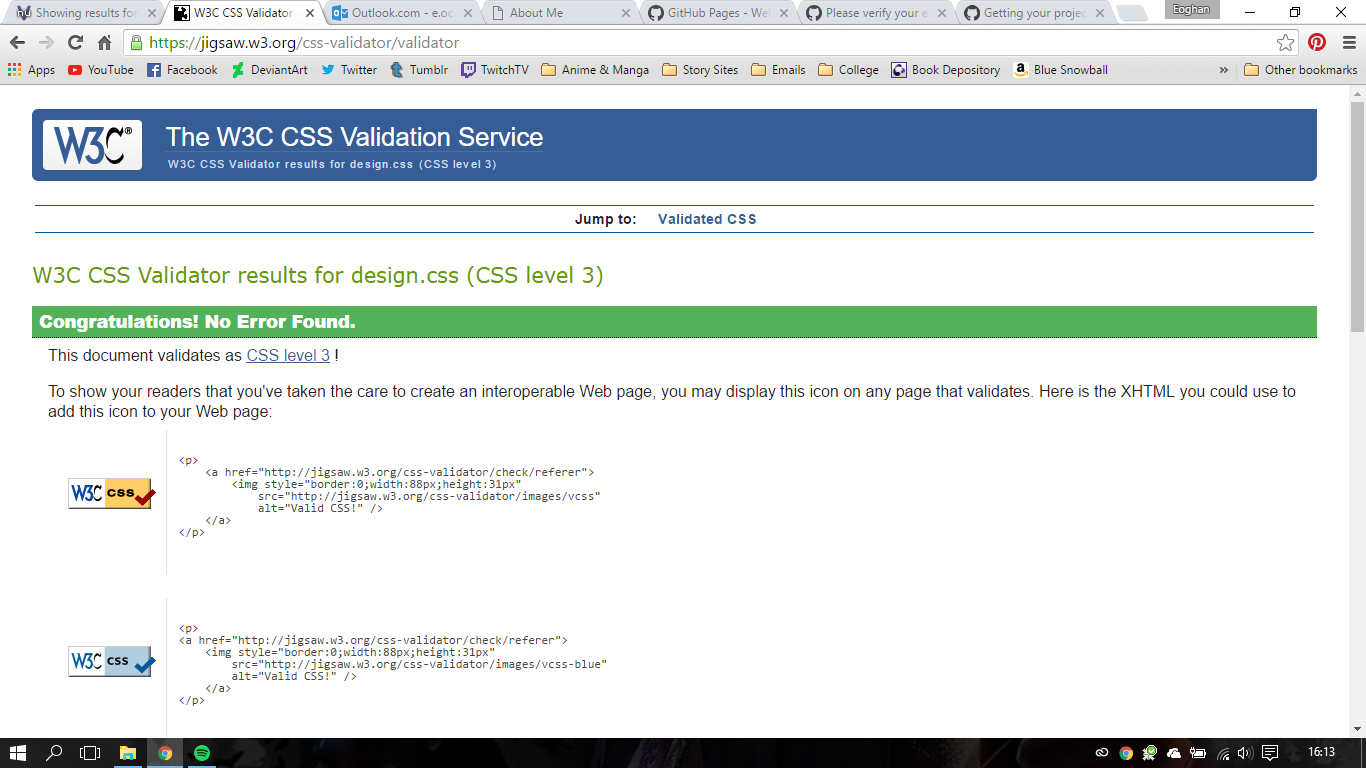 Showing results for
W3C CSS Validator
Outlook.com - e.oc
About Me
GitHub Pages - We
Please verify your e
Getting your projec
Eoghan
https://jigsaw.w3.org/css-validator/validator
Apps
YouTube
Facebook
DeviantArt
Twitter
Tumblr
TwitchTV
Anime & Manga
Story Sites
Emails
College
Book Depository
Blue Snowball
»
Other bookmarks
W3C®
The W3C CSS Validation Service
W3C CSS Validator results for design.css (CSS level 3)
Jump to: Validated CSS
W3C CSS Validator results for design.css (CSS level 3)
Congratulations! No Error Found.
This document validates as CSS level 3 !
To show your readers that you've taken the care to create an interoperable Web page, you may display this icon on any page that validates. Here is the XHTML you could use to
add this icon to your Web page:
W3C css
<p>
<a href="http://jigsaw.w3.org/css-validator/check/referer">
<img style="border:0;width:88px;height:31px"
src="http://jigsaw.w3.org/css-validator/images/vcss"
alt="Valid CSS!" />
</a>
</p>
W3C css
<p>
<a href="http://jigsaw.w3.org/css-validator/check/referer">
<img style="border:0;width:88px;height:31px"
src="http://jigsaw.w3.org/css-validator/images/vcss-blue"
alt="Valid CSS!" />
</a>
</p>
16:13